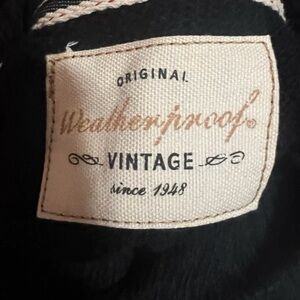 ORIGINAL
Weatherproof®
VINTAGE
since 1948